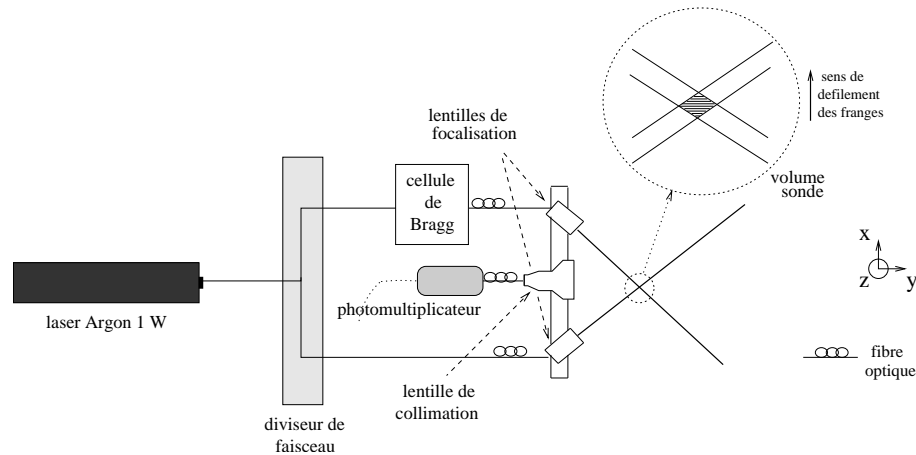 sens de
defilement
des franges
lentilles de
focalisation
volume
sonde
cellule
de
Bragg
x
z
y
photomultiplicateur
laser Argon 1 W
fibre
optique
lentille de
collimation
diviseur de
faisceau